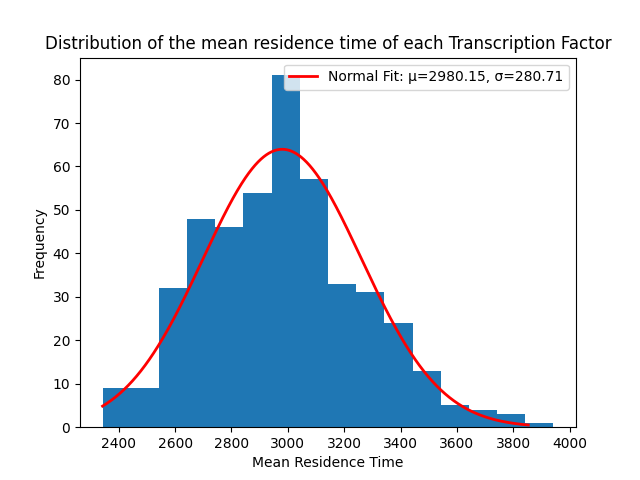 Distribution of the mean residence time of each Transcription Factor
Normal Fit: μ=2980.15, σ=280.71
80
70
60
50
40
30
20
10
0
Frequency
2400 2600 2800 3000 3200 3400 3600 3800 4000
Mean Residence Time